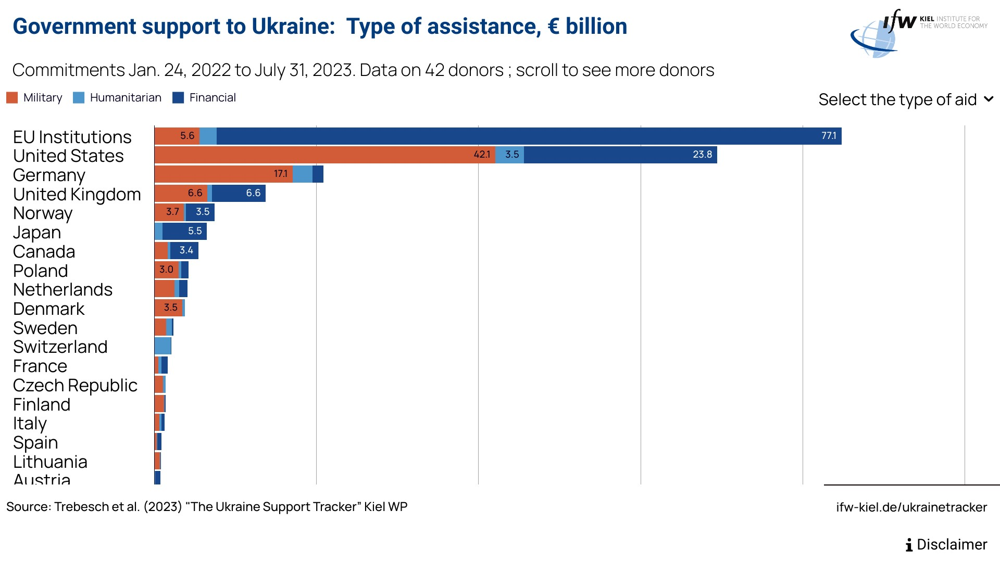 Government support to Ukraine:  Type of assistance, € billion
ifw KIEL INSTITUTE FOR
THE WORLD ECONOMY
Commitments Jan. 24, 2022 to July 31, 2023. Data on 42 donors ; scroll to see more donors
Military Humanitarian Financial
Select the type of aid
EU Institutions 5.6 77.1
United States 42.1 3.5 23.8
Germany 17.1
United Kingdom 6.6 6.6
Norway 3.7 3.5
Japan 5.5
Canada 3.4
Poland 3.0
Netherlands
Denmark 3.5
Sweden
Switzerland
France
Czech Republic
Finland
Italy
Spain
Lithuania
Austria
Source: Trebesch et al. (2023) "The Ukraine Support Tracker” Kiel WP
ifw-kiel.de/ukrainetracker
Disclaimer